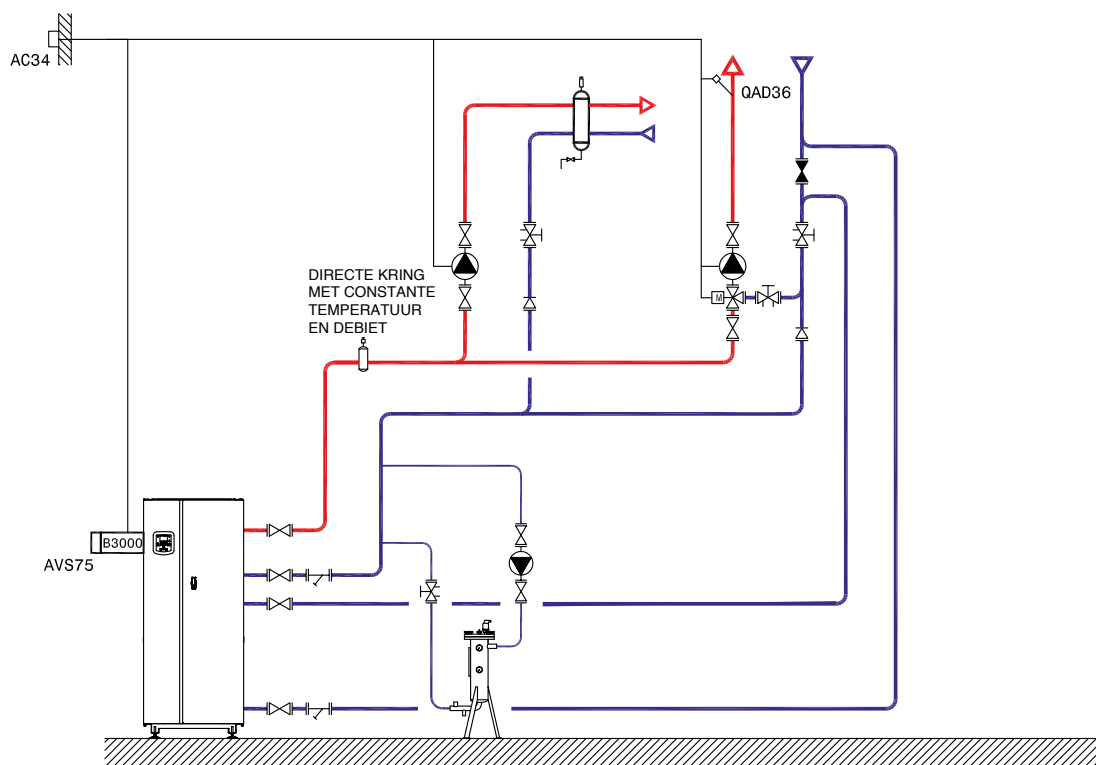 AC34
QAD36
DIRECTE KRING
MET CONSTANTE
TEMPERATUUR
EN DEBIET
M
B3000
AVS75